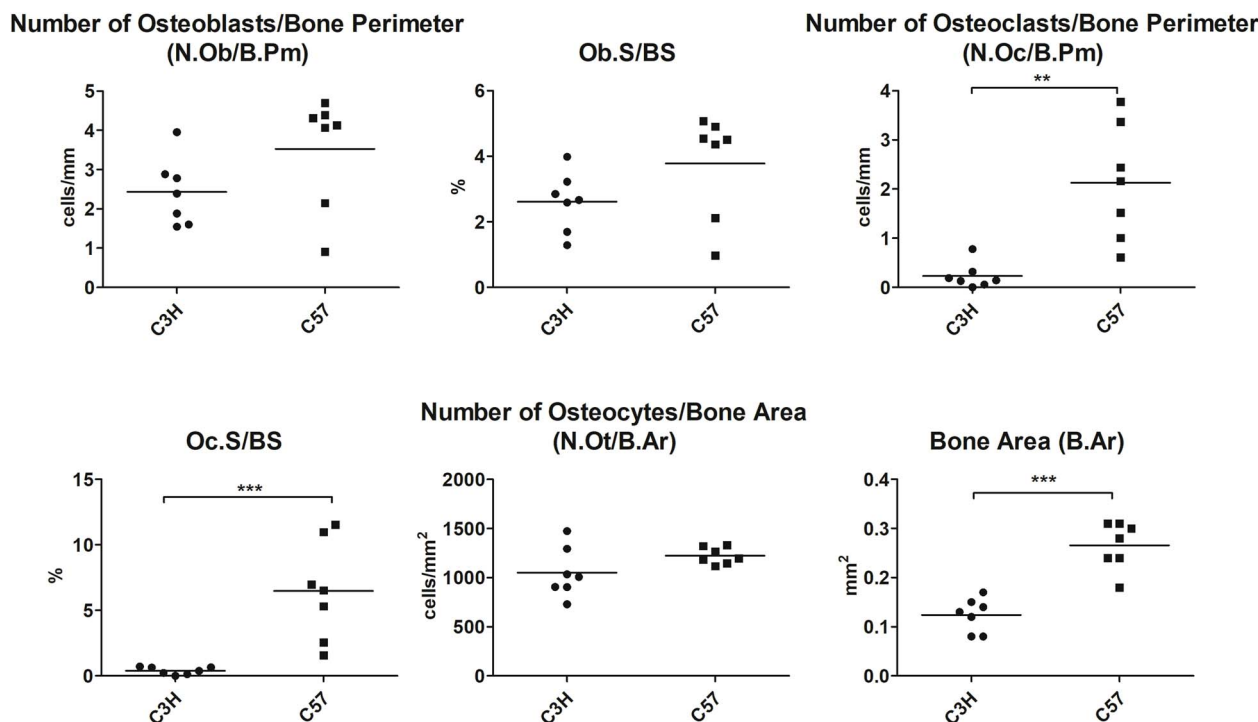 Number of Osteoblasts/Bone Perimeter
(N.Ob/B.Pm)
cells/mm
5
4
3
2
1
0
C3H
C57
Ob.S/BS
%
6
4
2
0
C3H
C57
Number of Osteoclasts/Bone Perimeter
(N.Oc/B.Pm)
**
cells/mm
4
3
2
1
0
C3H
C57
Oc.S/BS
***
%
15
10
5
0
C3H
C57
Number of Osteocytes/Bone Area
(N.Ot/B.Ar)
cells/mm²
2000
1500
1000
500
0
C3H
C57
Bone Area (B.Ar)
***
mm²
0.4
0.3
0.2
0.1
0.0
C3H
C57